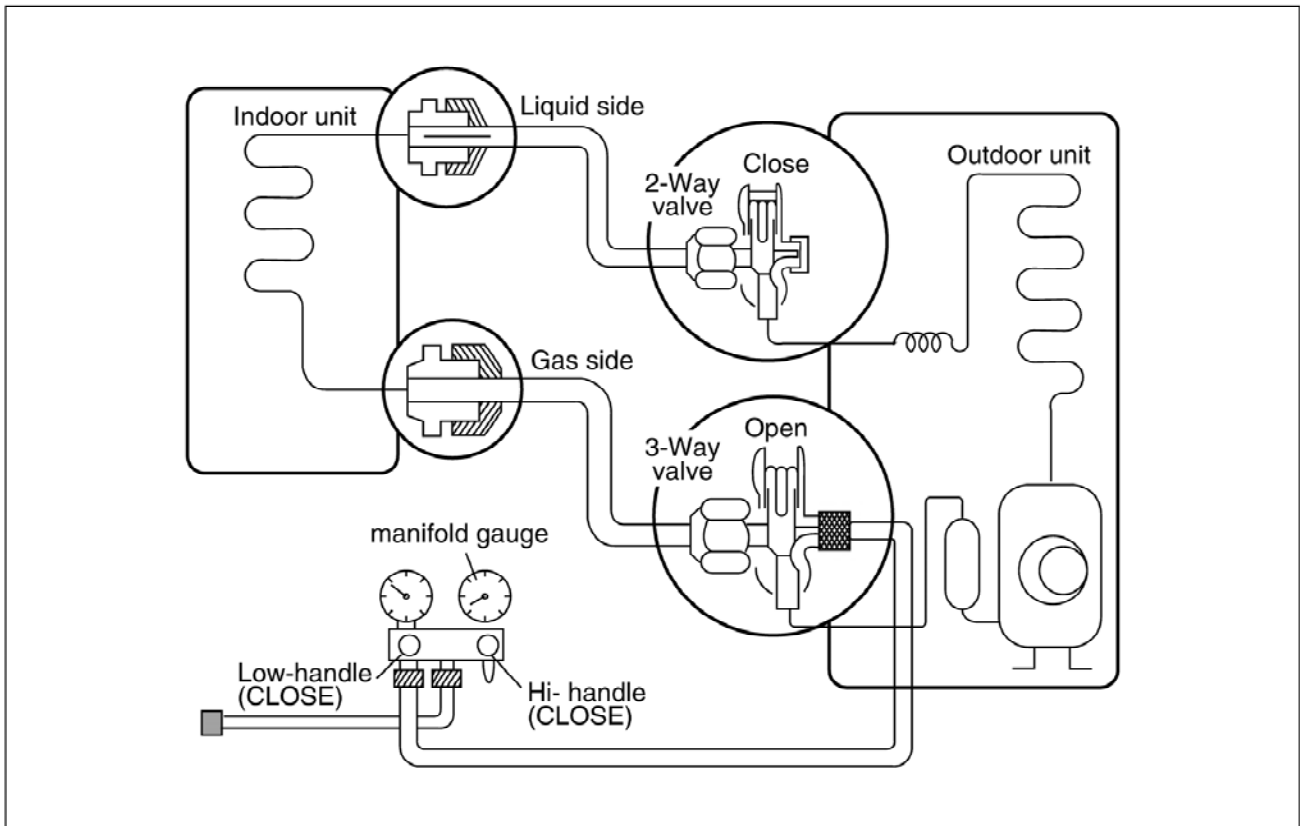 Indoor unit
Liquid side
2-Way
valve
Close
Outdoor unit
Gas side
3-Way
valve
Open
manifold gauge
Low-handle
(CLOSE)
Hi- handle
(CLOSE)